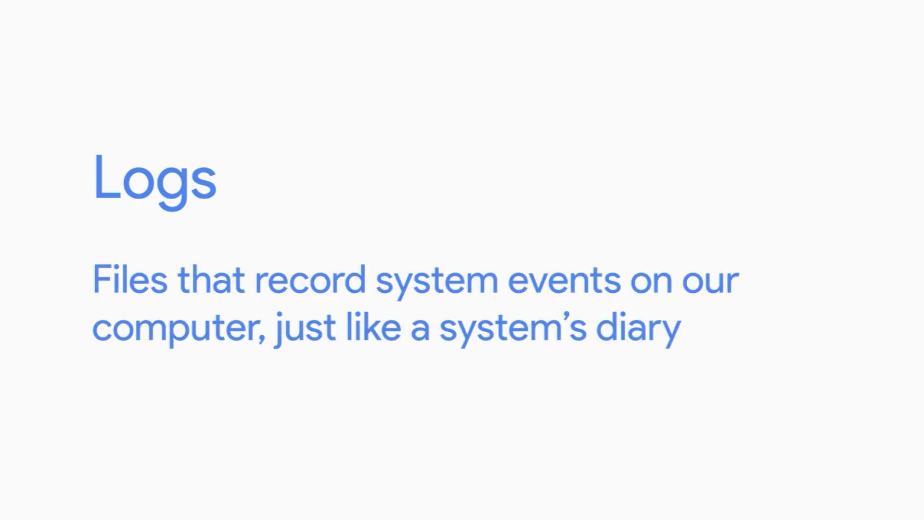 Logs
Files that record system events on our
computer, just like a system’s diary